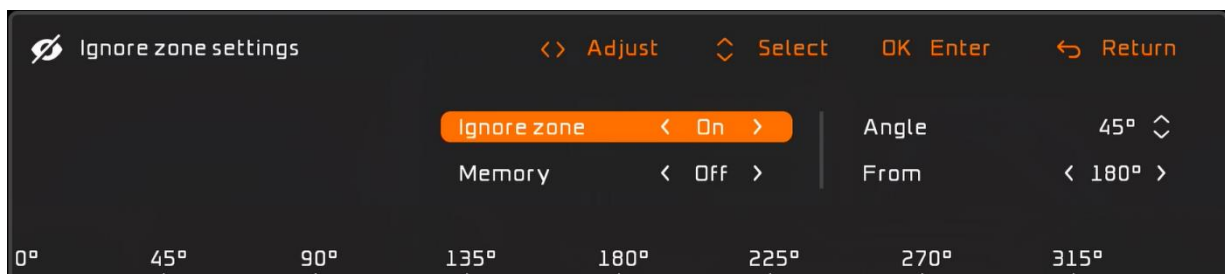 Ignore zone settings <> Adjust Select OK Enter Return
Ignore zone < On > Angle 45°
Memory < Off > From < 180° >
0° 45° 90° 135° 180° 225° 270° 315°